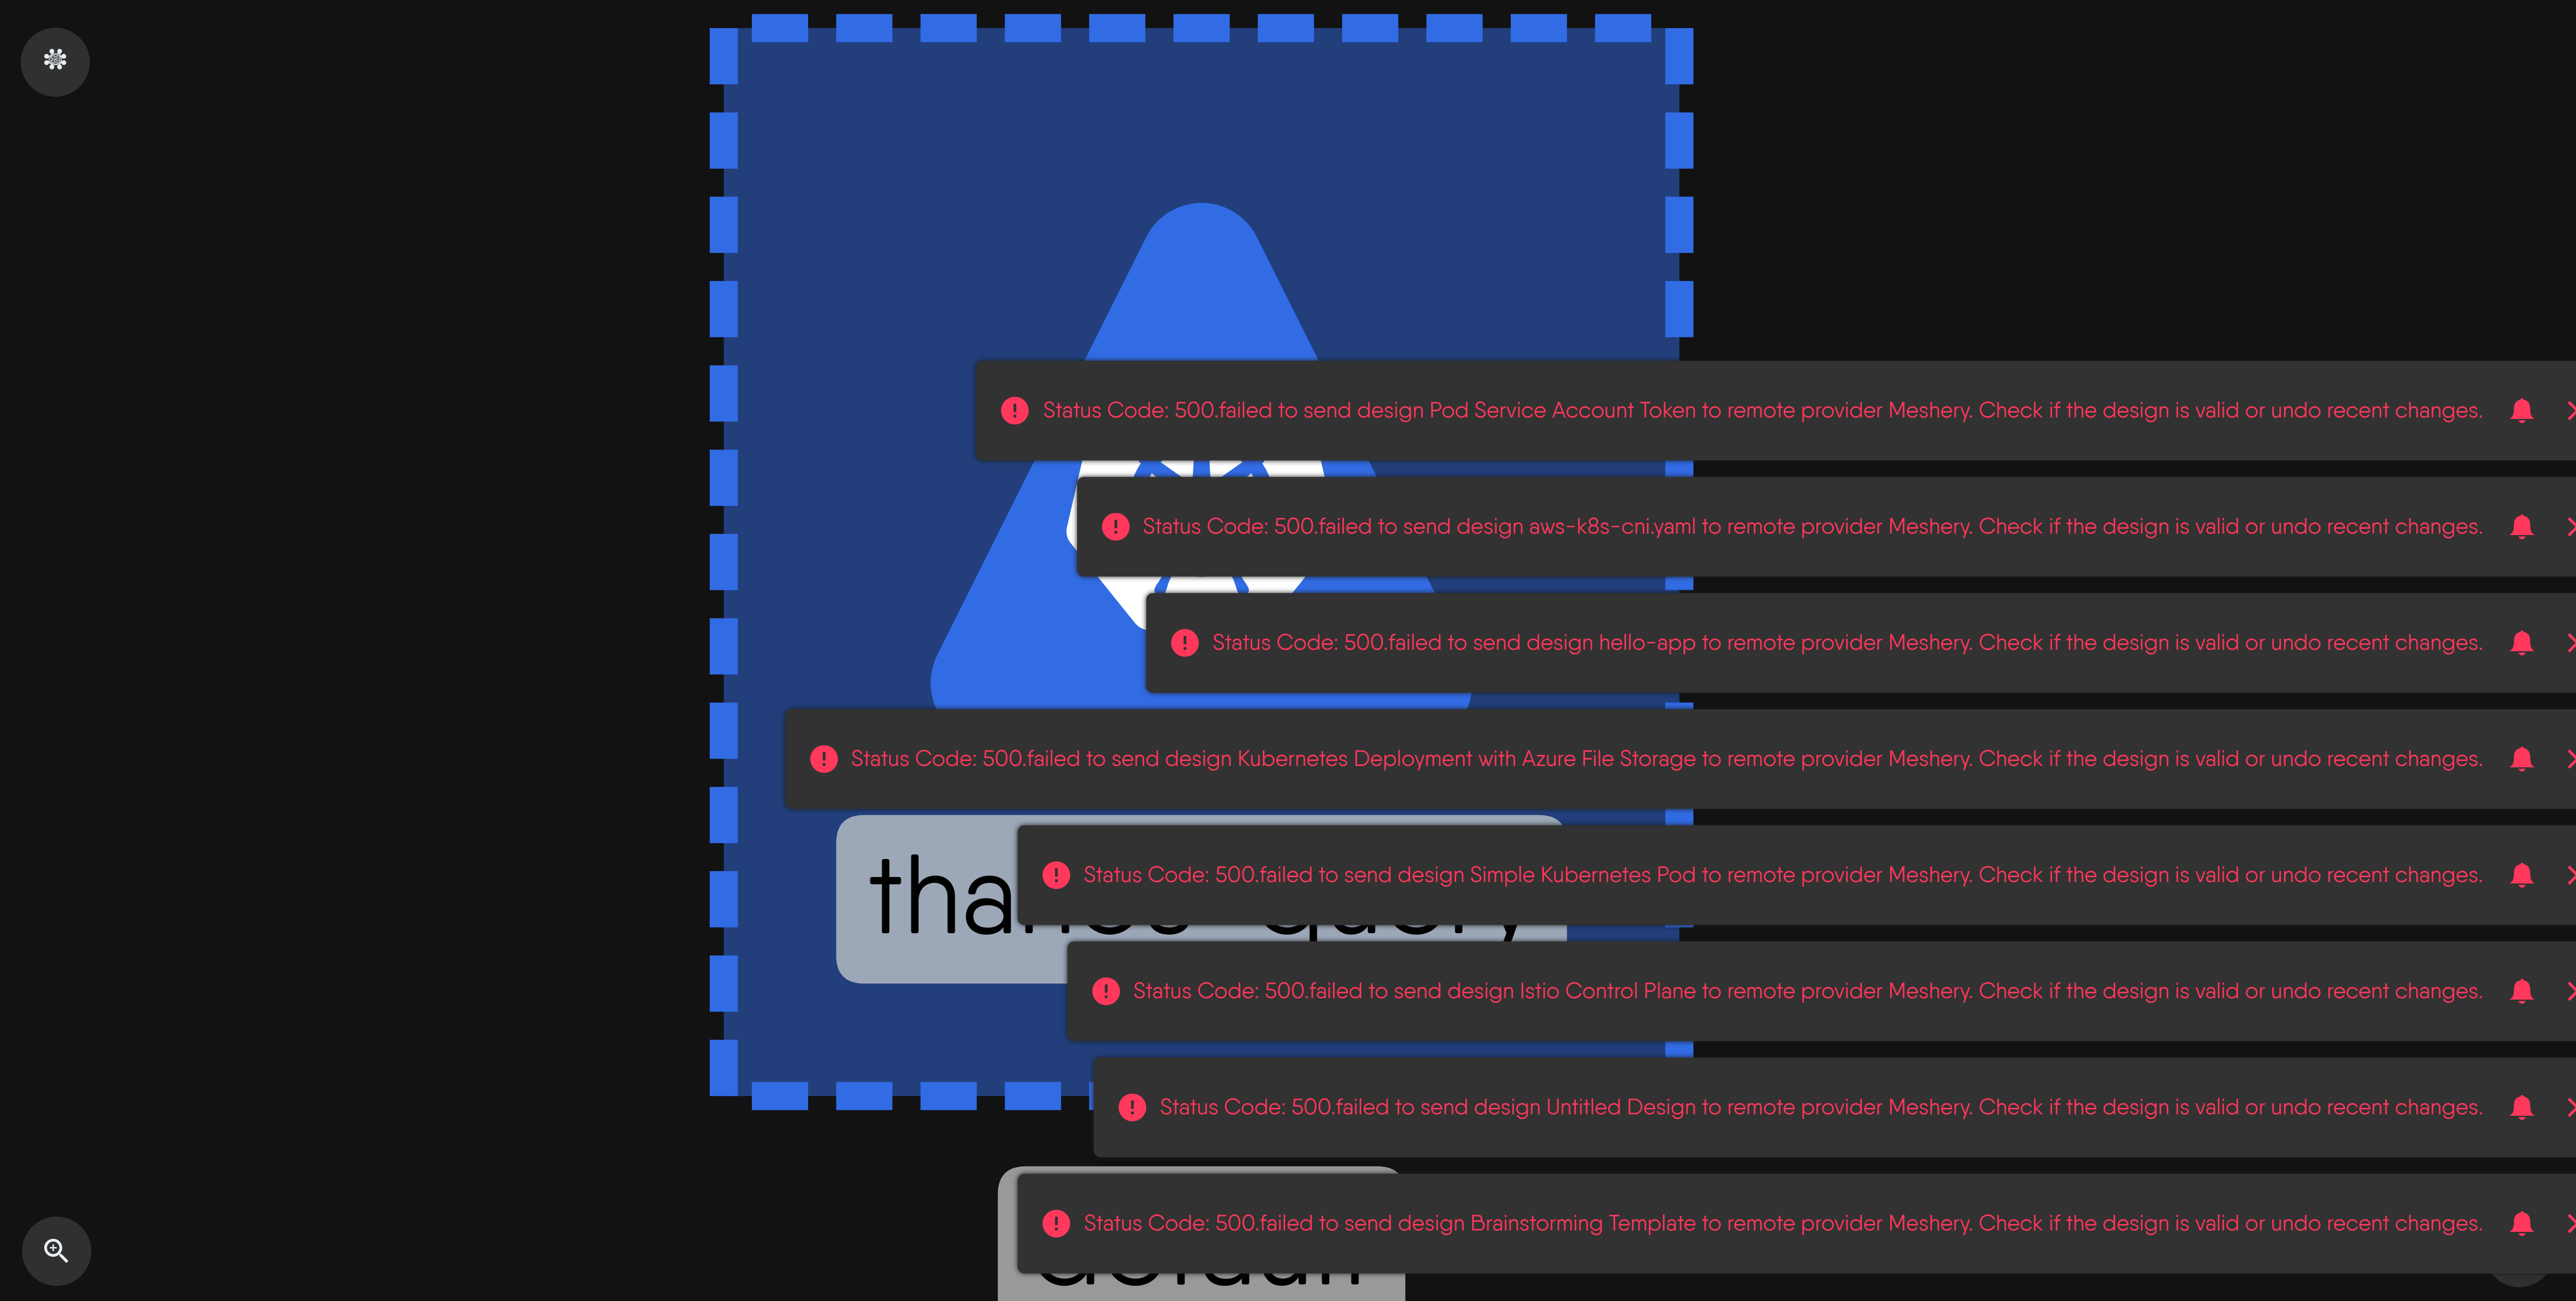 Status Code: 500.failed to send design Pod Service Account Token to remote provider Meshery. Check if the design is valid or undo recent changes.
Status Code: 500.failed to send design aws-k8s-cni.yaml to remote provider Meshery. Check if the design is valid or undo recent changes.
Status Code: 500.failed to send design hello-app to remote provider Meshery. Check if the design is valid or undo recent changes.
Status Code: 500.failed to send design Kubernetes Deployment with Azure File Storage to remote provider Meshery. Check if the design is valid or undo recent changes.
Status Code: 500.failed to send design Simple Kubernetes Pod to remote provider Meshery. Check if the design is valid or undo recent changes.
Status Code: 500.failed to send design Istio Control Plane to remote provider Meshery. Check if the design is valid or undo recent changes.
Status Code: 500.failed to send design Untitled Design to remote provider Meshery. Check if the design is valid or undo recent changes.
Status Code: 500.failed to send design Brainstorming Template to remote provider Meshery. Check if the design is valid or undo recent changes.